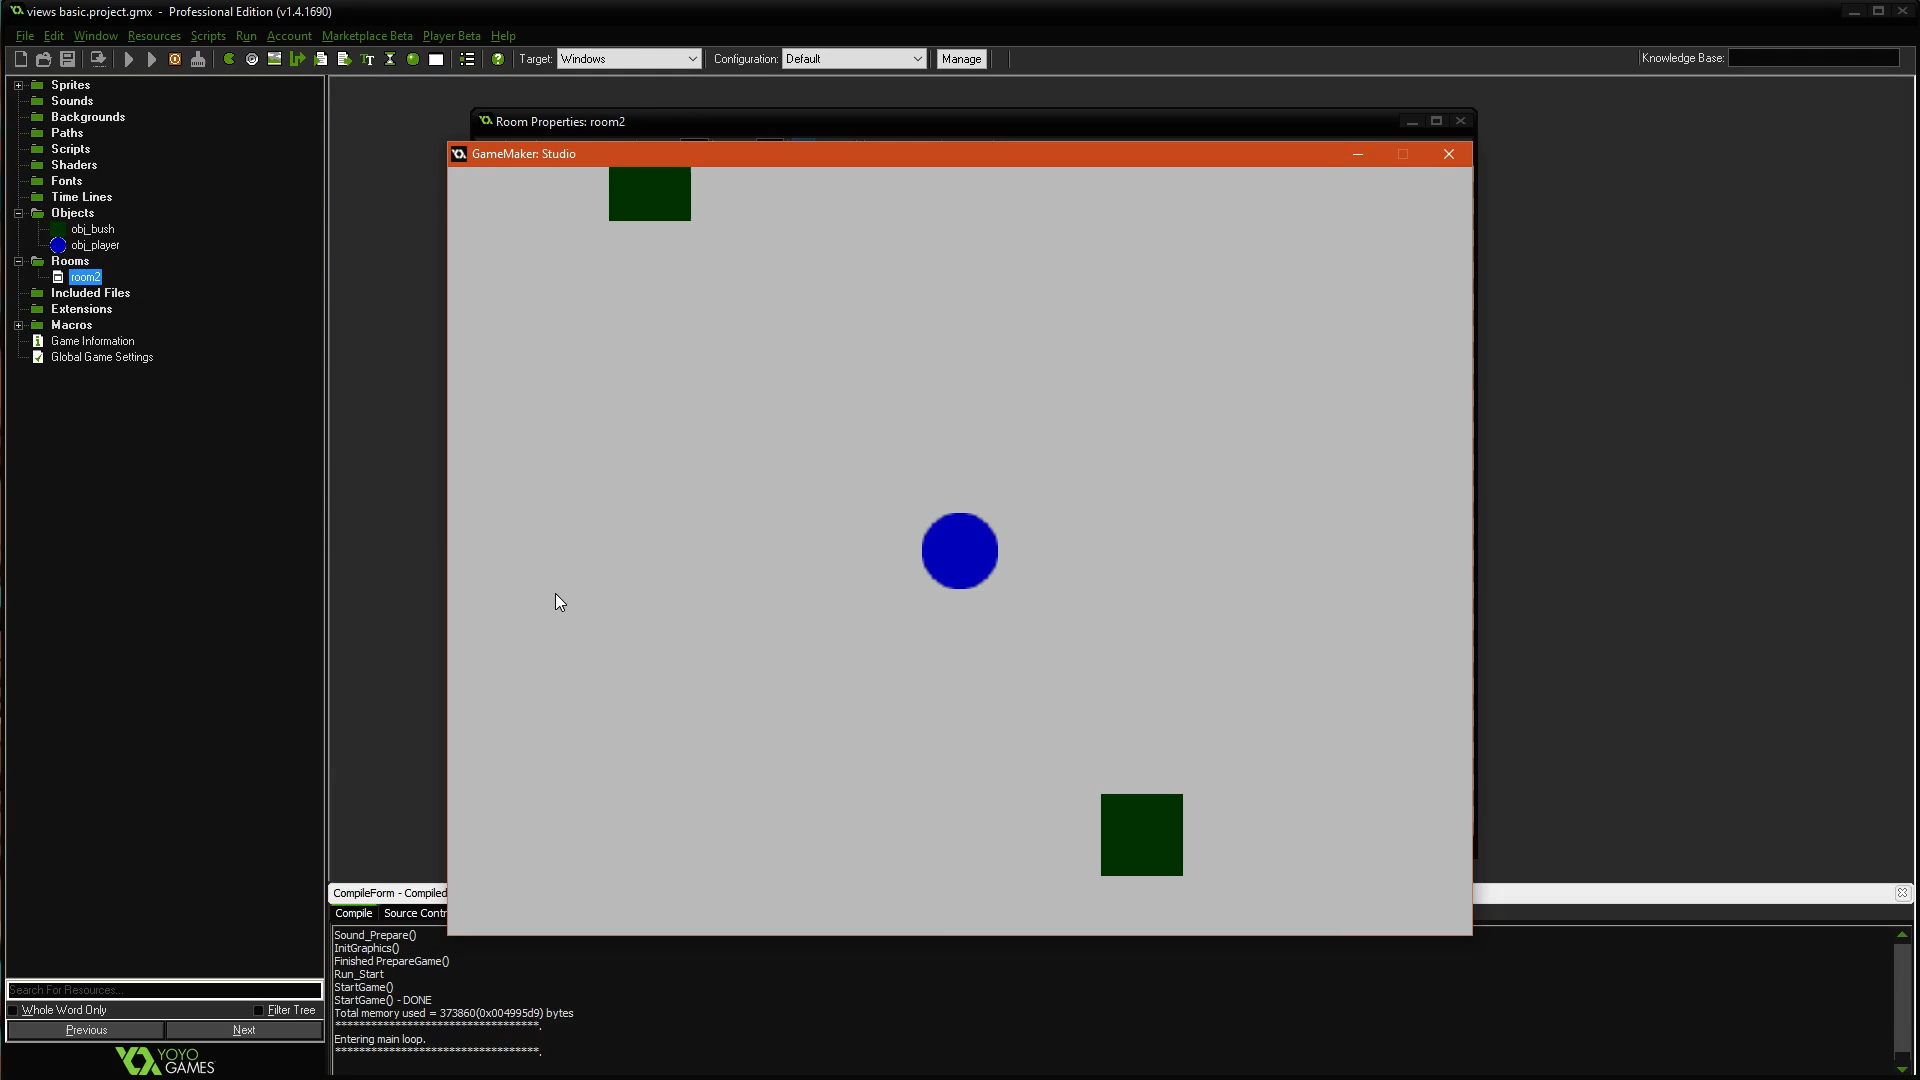 views basic.project.gmx - Professional Edition (v1.4.1690)
File Edit Window Resources Scripts Run Account Marketplace Beta Player Beta Help
Target: Windows Configuration: Default Manage Knowledge Base:
Sprites
Sounds
Backgrounds
Paths
Scripts
Shaders
Fonts
Time Lines
Objects
obj_bush
obj_player
Rooms
room2
Included Files
Extensions
Macros
Game Information
Global Game Settings
Room Properties: room2
GameMaker: Studio
CompileForm - Compiled
Compile Source Contr
Sound_Prepare()
InitGraphics()
Finished PrepareGame()
Run_Start
StartGame()
StartGame() - DONE
Total memory used = 373860(0x004995d9) bytes
**********************************.
Entering main loop.
**********************************.
Search For Resources...
Whole Word Only Filter Tree
Previous Next
YOYO
GAMES